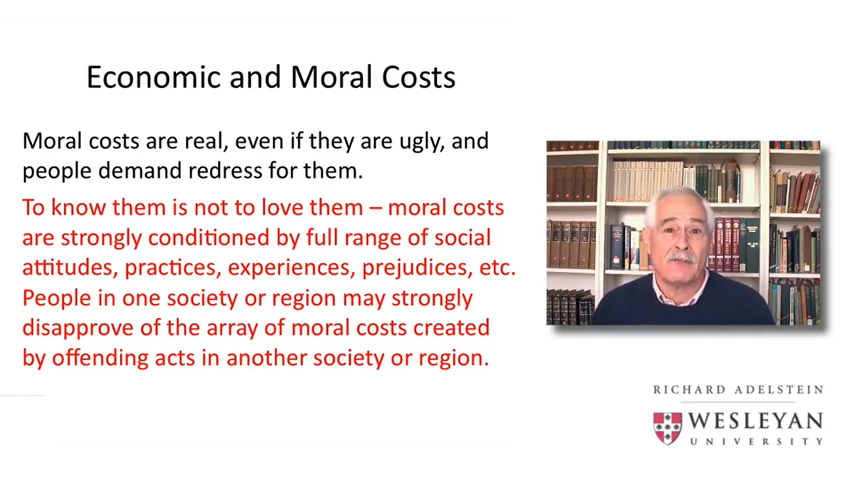 Economic and Moral Costs
Moral costs are real, even if they are ugly, and
people demand redress for them.
To know them is not to love them – moral costs
are strongly conditioned by full range of social
attitudes, practices, experiences, prejudices, etc.
People in one society or region may strongly
disapprove of the array of moral costs created
by offending acts in another society or region.
RICHARD ADELSTEIN
WESLEYAN
UNIVERSITY